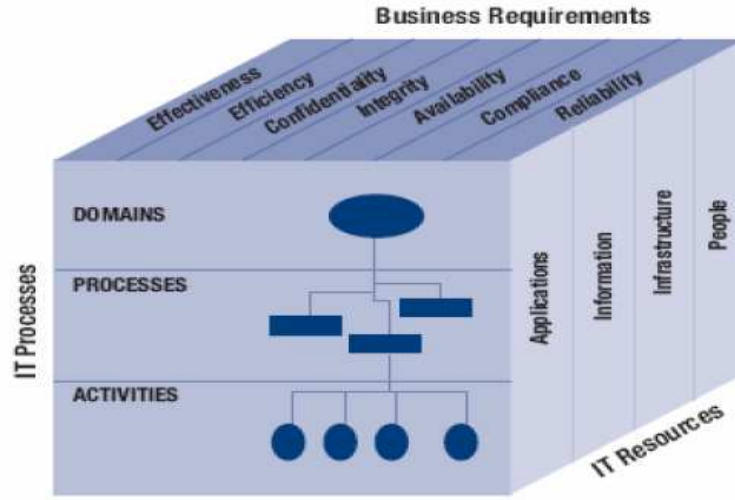 Business Requirements
Effectiveness
Efficiency
Confidentiality
Integrity
Availability
Compliance
Reliability
DOMAINS
PROCESSES
ACTIVITIES
IT Processes
Applications
Information
Infrastructure
People
IT Resources